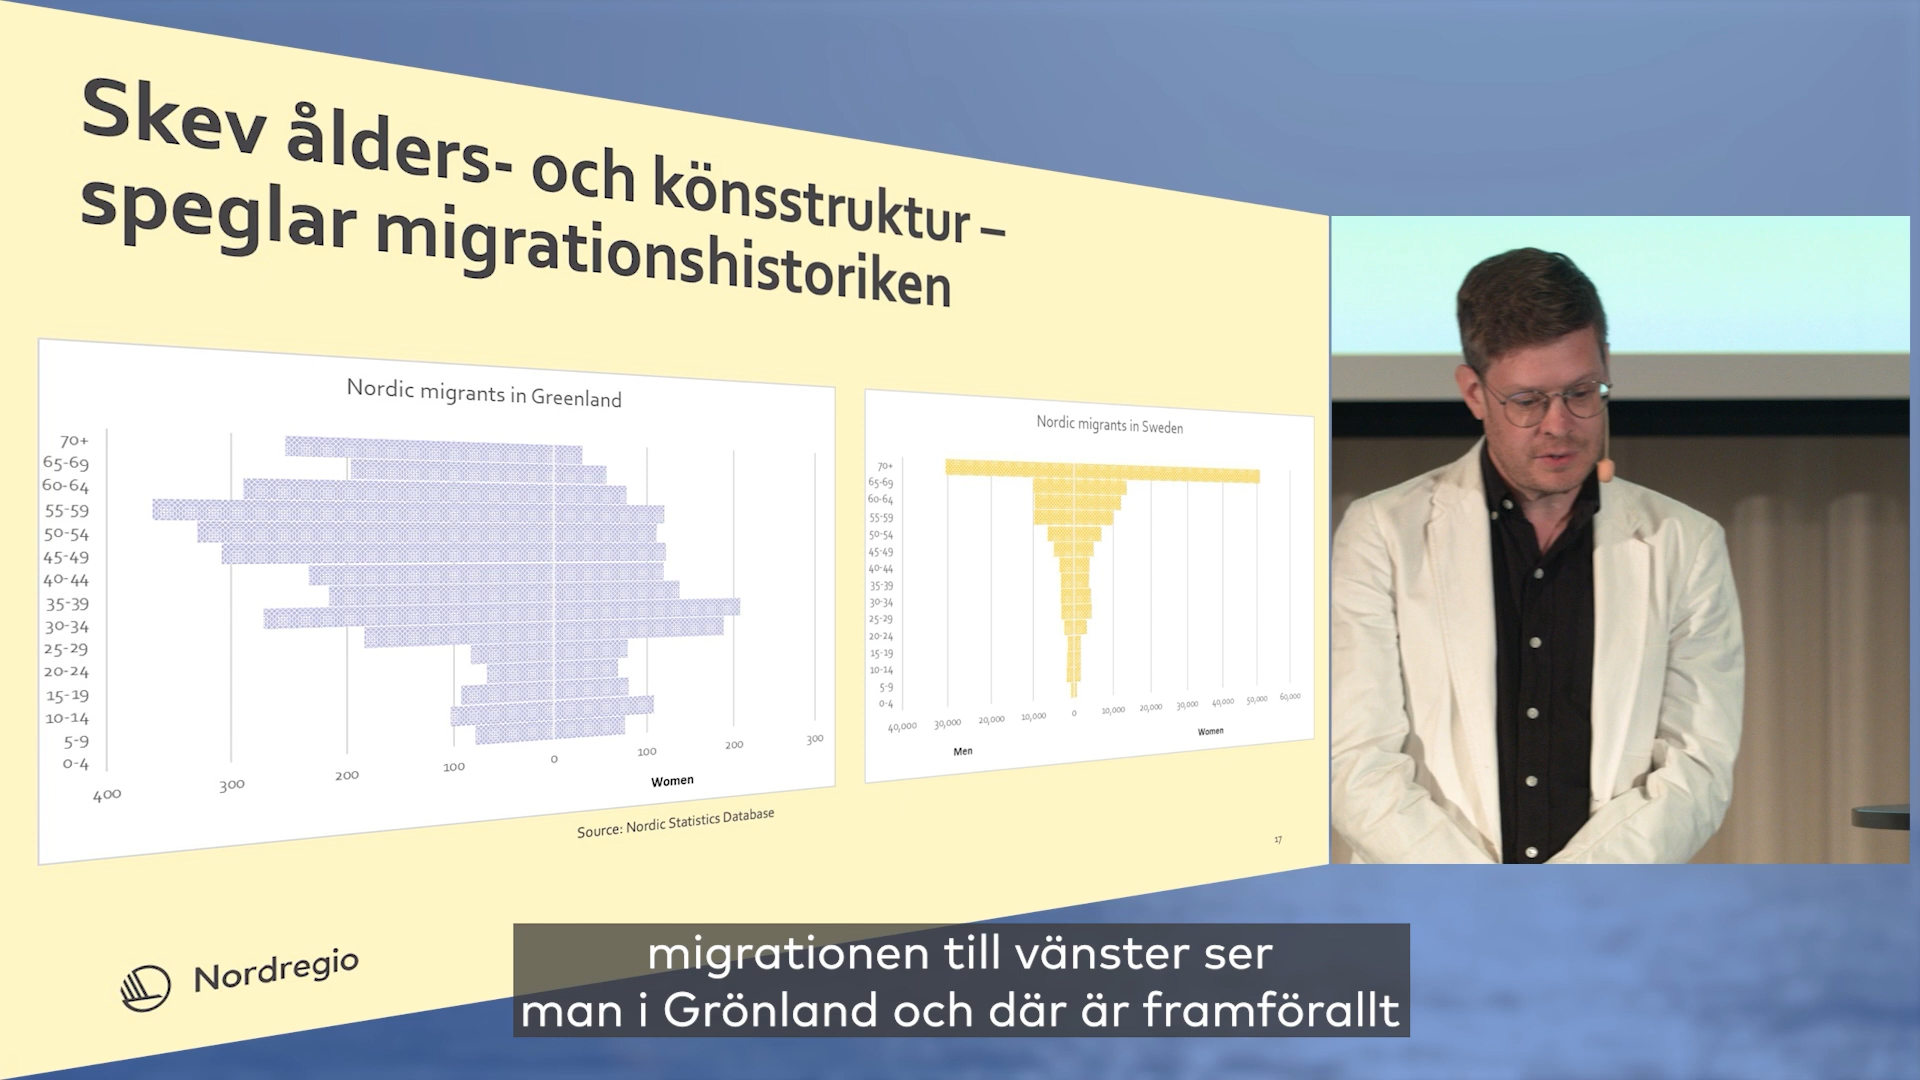 Skev ålders- och könsstruktur –
speglar migrationshistoriken
Nordic migrants in Greenland
70+
65-69
60-64
55-59
50-54
45-49
40-44
35-39
30-34
25-29
20-24
15-19
10-14
5-9
0-4
400 300 200 100 0 100 200 300
Women
Nordic migrants in Sweden
70+
65-69
60-64
55-59
50-54
45-49
40-44
35-39
30-34
25-29
20-24
15-19
10-14
5-9
0-4
40,000 30,000 20,000 10,000 0 10,000 20,000 30,000 40,000 50,000 60,000
Men Women
Source: Nordic Statistics Database
17
Nordregio
migrationen till vänster ser
man i Grönland och där är framförallt